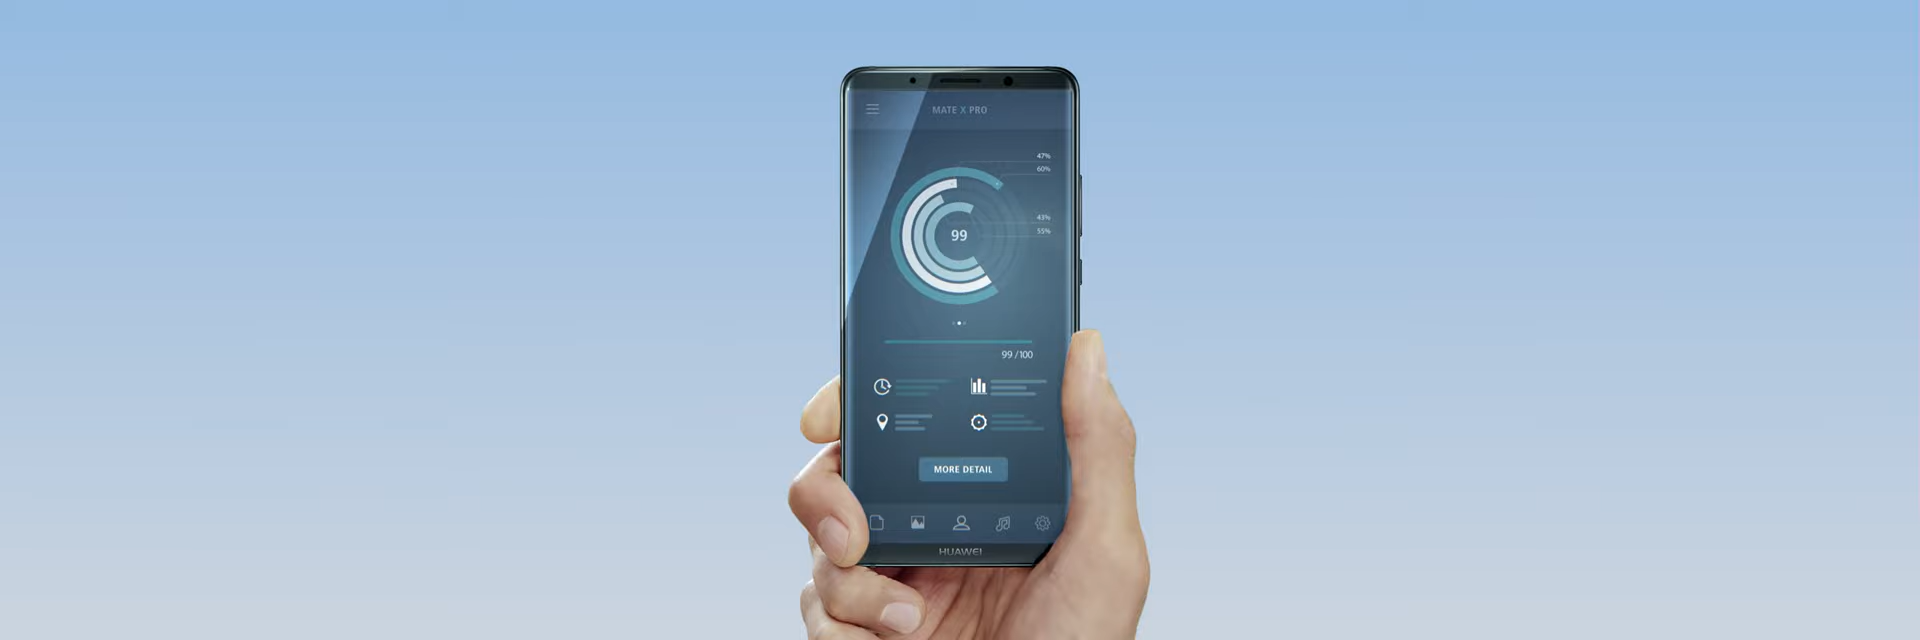 MATE X PRO
47%
60%
43%
55%
99
99 /100
MORE DETAIL
HUAWEI